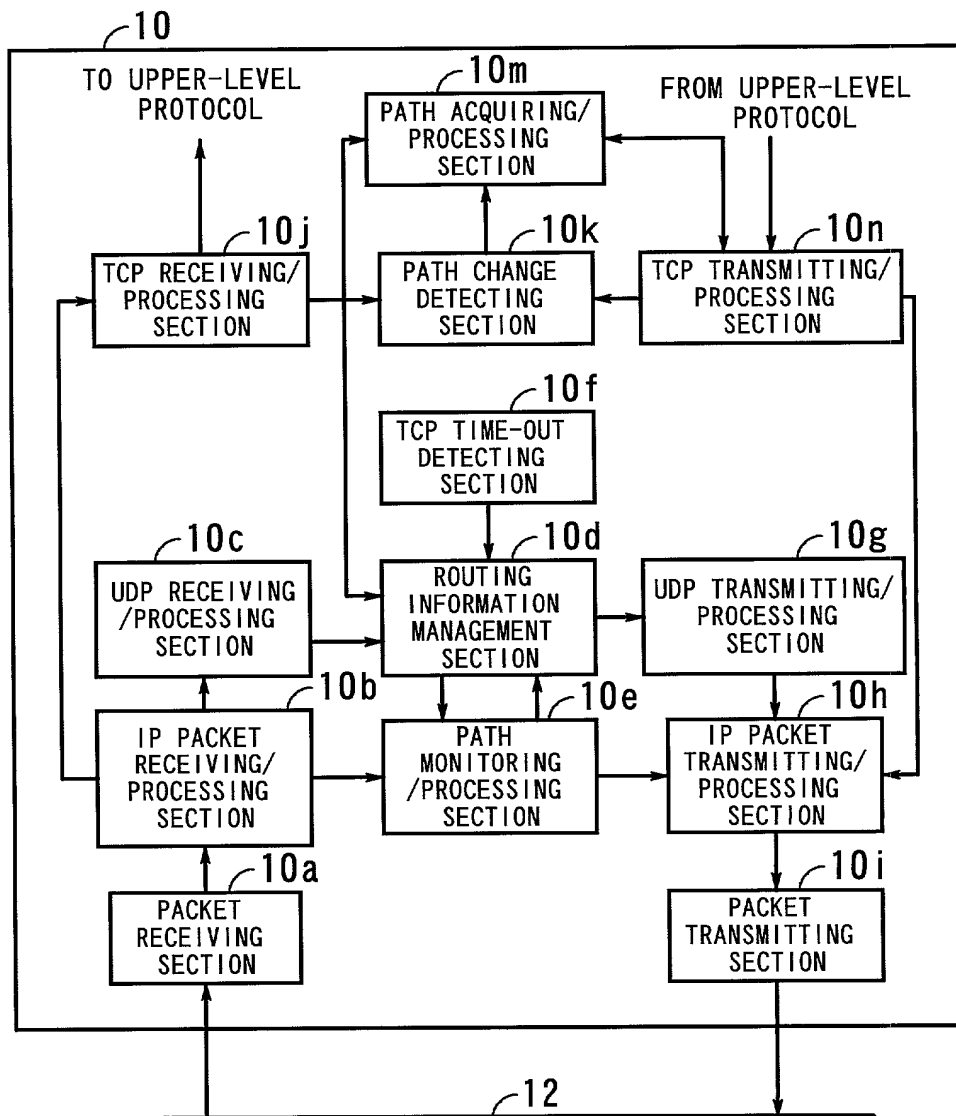 10
TO UPPER-LEVEL
PROTOCOL
10m
PATH ACQUIRING/
PROCESSING
SECTION
FROM UPPER-LEVEL
PROTOCOL
10j
TCP RECEIVING/
PROCESSING
SECTION
10k
PATH CHANGE
DETECTING
SECTION
10n
TCP TRANSMITTING/
PROCESSING
SECTION
10f
TCP TIME-OUT
DETECTING
SECTION
10c
UDP RECEIVING
/PROCESSING
SECTION
10d
ROUTING
INFORMATION
MANAGEMENT
SECTION
10g
UDP TRANSMITTING/
PROCESSING
SECTION
10b
IP PACKET
RECEIVING/
PROCESSING
SECTION
10e
PATH
MONITORING
/PROCESSING
SECTION
10h
IP PACKET
TRANSMITTING/
PROCESSING
SECTION
10a
PACKET
RECEIVING
SECTION
10i
PACKET
TRANSMITTING
SECTION
12